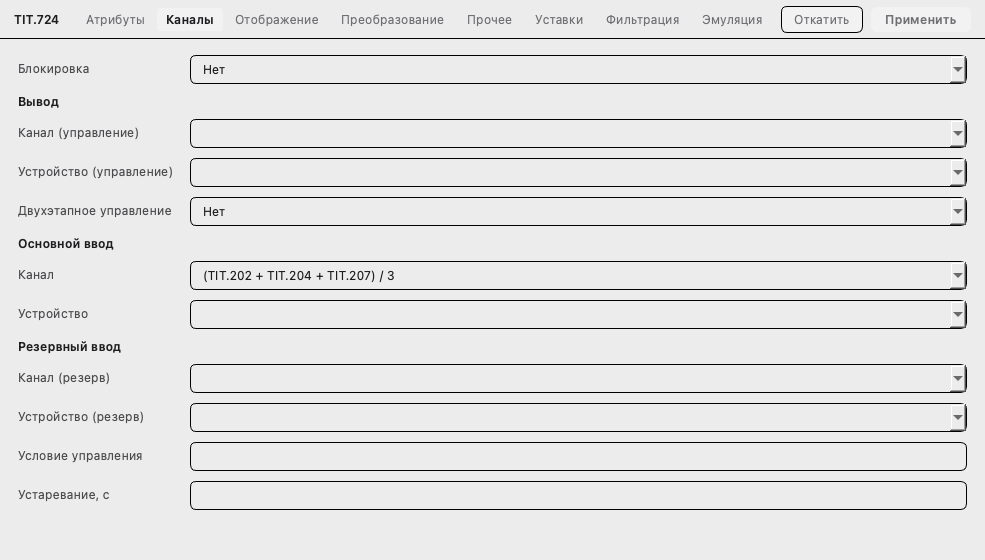 TIT.724 Атрибуты Каналы Отображение Преобразование Прочее Уставки Фильтрация Эмуляция Откатить Применить
Блокировка Нет
Вывод
Канал (управление)
Устройство (управление)
Двухэтапное управление Нет
Основной ввод
Канал (TIT.202 + TIT.204 + TIT.207) / 3
Устройство
Резервный ввод
Канал (резерв)
Устройство (резерв)
Условие управления
Устаревание, с